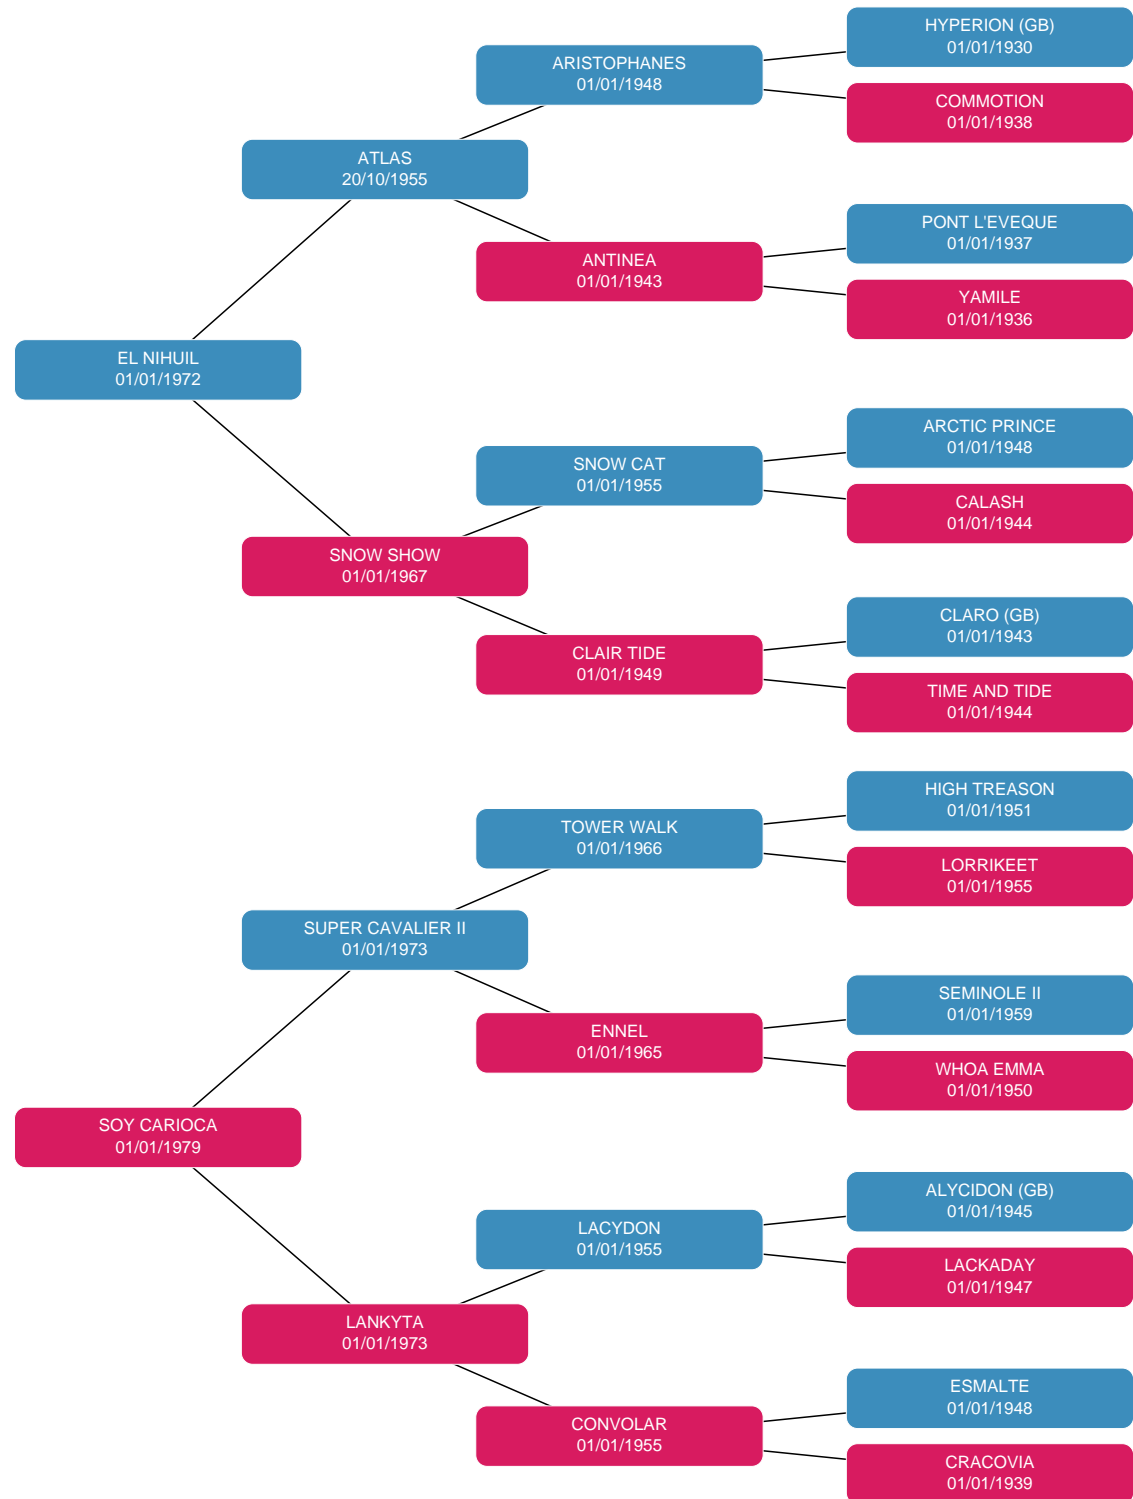 HYPERION (GB)
01/01/1930
ARISTOPHANES
01/01/1948
COMMOTION
01/01/1938
ATLAS
20/10/1955
PONT L'EVEQUE
01/01/1937
ANTINEA
01/01/1943
YAMILE
01/01/1936
EL NIHUIL
01/01/1972
ARCTIC PRINCE
01/01/1948
SNOW CAT
01/01/1955
CALASH
01/01/1944
SNOW SHOW
01/01/1967
CLARO (GB)
01/01/1943
CLAIR TIDE
01/01/1949
TIME AND TIDE
01/01/1944
HIGH TREASON
01/01/1951
TOWER WALK
01/01/1966
LORRIKEET
01/01/1955
SUPER CAVALIER II
01/01/1973
SEMINOLE II
01/01/1959
ENNEL
01/01/1965
WHOA EMMA
01/01/1950
SOY CARIOCA
01/01/1979
ALYCIDON (GB)
01/01/1945
LACYDON
01/01/1955
LACKADAY
01/01/1947
LANKYTA
01/01/1973
ESMALTE
01/01/1948
CONVOLAR
01/01/1955
CRACOVIA
01/01/1939